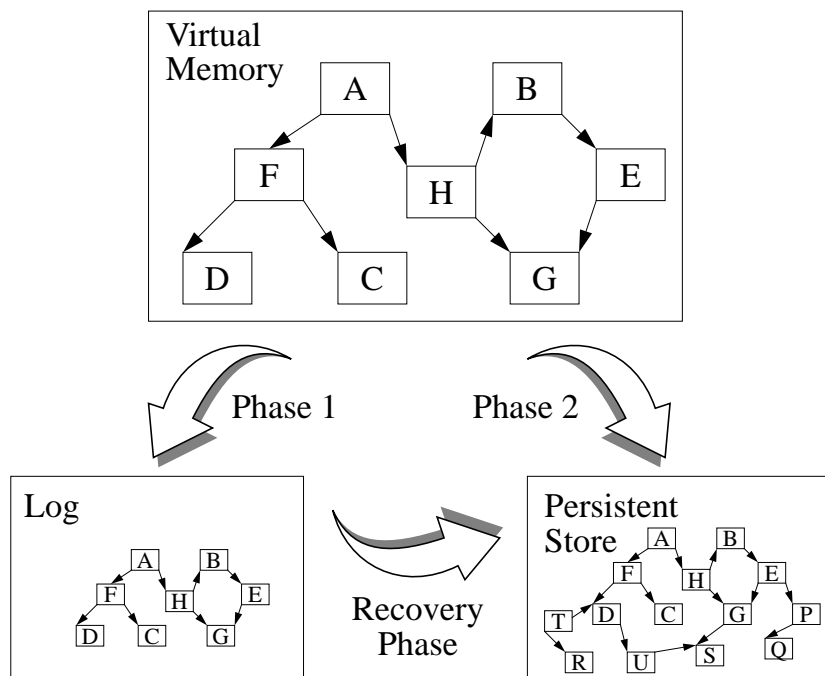 Virtual
Memory
A
B
F
H
E
D
C
G
Phase 1
Phase 2
Log
A
B
F
H
E
D
C
G
Recovery
Phase
Persistent
Store
A
B
F
H
E
T
D
C
G
P
R
U
S
Q